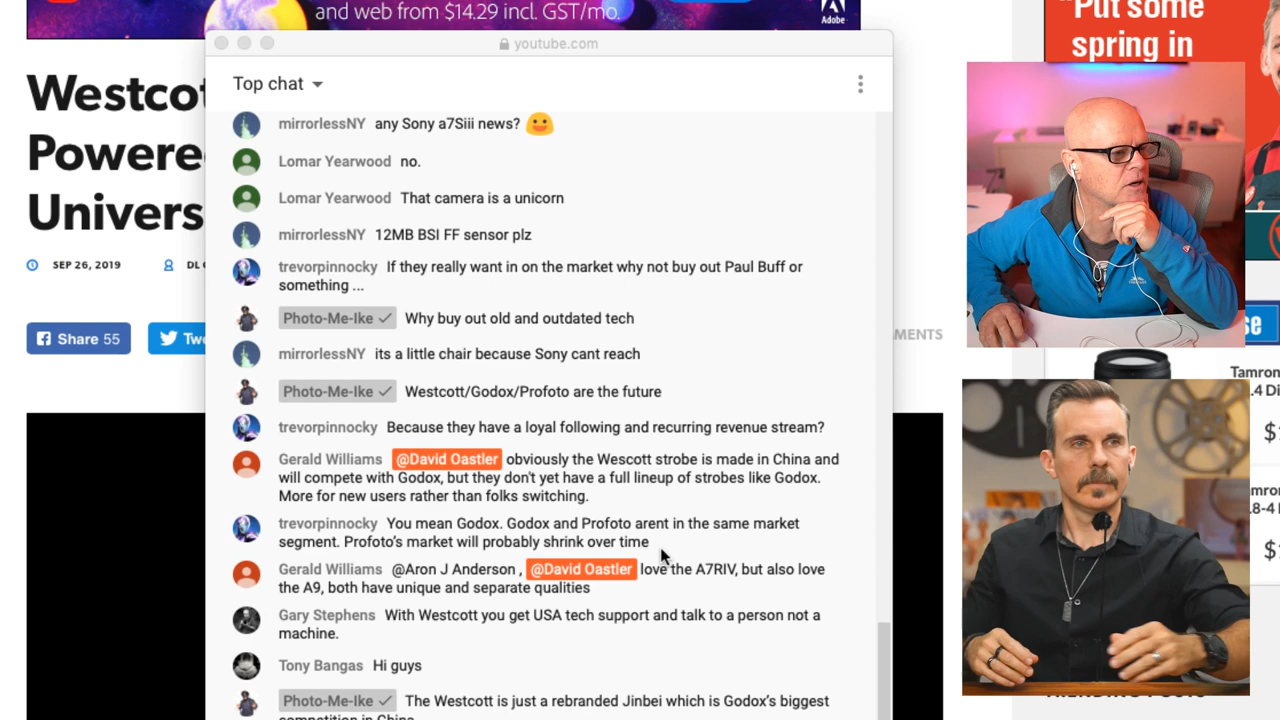 and web from $14.29 incl. GST/mo.
Adobe
"Put some
spring in
youtube.com
Top chat
Westcot
Powere
Univers
SEP 26, 2019
DL
Share 55
Twe
MENTS
mirrorlessNY any Sony a7Siii news?
Lomar Yearwood no.
Lomar Yearwood That camera is a unicorn
mirrorlessNY 12MB BSI FF sensor plz
trevorpinnocky If they really want in on the market why not buy out Paul Buff or
something ...
Photo-Me-Ike Why buy out old and outdated tech
mirrorlessNY its a little chair because Sony cant reach
Photo-Me-Ike Westcott/Godox/Profoto are the future
trevorpinnocky Because they have a loyal following and recurring revenue stream?
Gerald Williams @David Oastler obviously the Wescott strobe is made in China and
will compete with Godox, but they don't yet have a full lineup of strobes like Godox.
More for new users rather than folks switching.
trevorpinnocky You mean Godox. Godox and Profoto arent in the same market
segment. Profoto's market will probably shrink over time
Gerald Williams @Aron J Anderson , @David Oastler love the A7RIV, but also love
the A9, both have unique and separate qualities
Gary Stephens With Westcott you get USA tech support and talk to a person not a
machine.
Tony Bangas Hi guys
Photo-Me-Ike The Westcott is just a rebranded Jinbei which is Godox's biggest
competition in China
se
Tamron
.4 Di
$
mron
.8-4 D
$